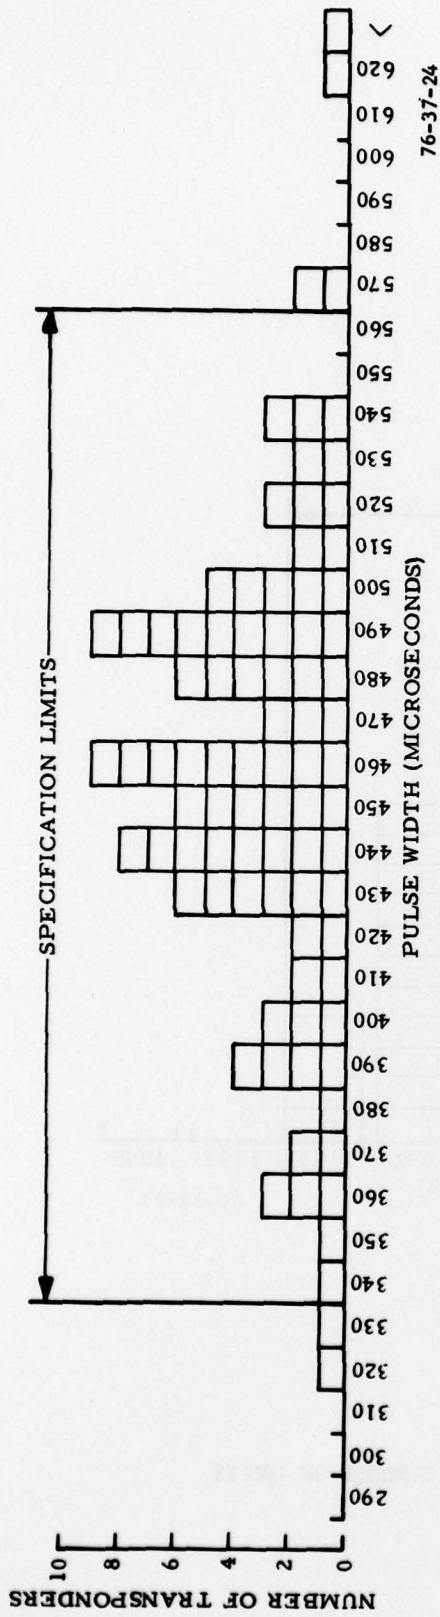 SPECIFICATION LIMITS
NUMBER OF TRANSPONDERS
10
8
6
4
2
0
290 300 310 320 330 340 350 360 370 380 390 400 410 420 430 440 450 460 470 480 490 500 510 520 530 540 550 560 570 580 590 600 610 620 >
PULSE WIDTH (MICROSECONDS)
76-37-24